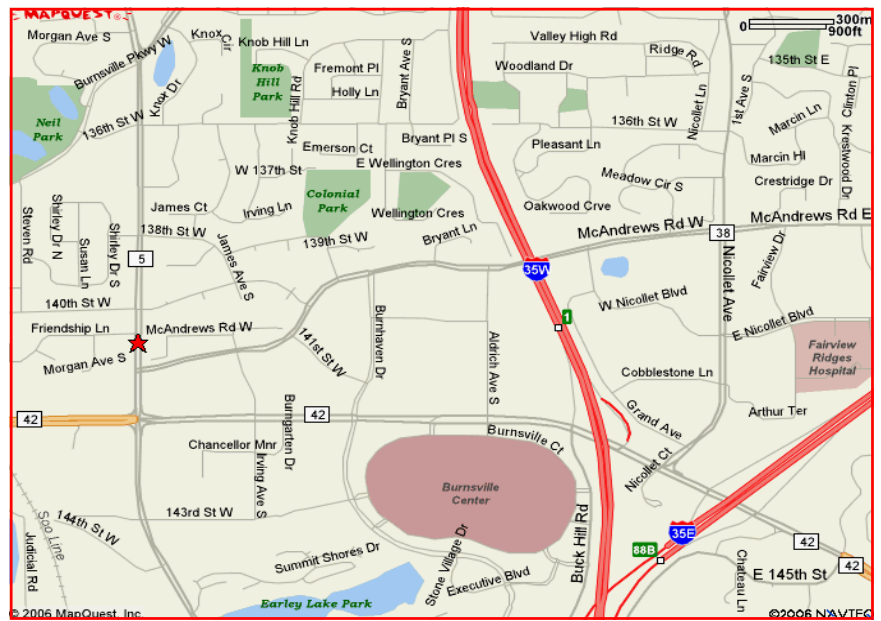 MAPQUEST®
0 300m
900ft
Morgan Ave S
Burnsville Pkwy W
Knox Cir
Knob Hill Ln
Knob Hill Park
Fremont Pl
Holly Ln
Knob Hill Rd
Bryant Ave S
Valley High Rd
Ridge Rd
Woodland Dr
135th St E
Clinton Pl
Nicollet Ln
1st Ave S
Knox Dr
Neil Park
136th St W
136th St W
Marcin Ln
Krestwood Dr
Bryant Pl S
Emerson Ct
E Wellington Cres
Pleasant Ln
Marcin Hl
W 137th St
Meadow Cir S
Crestridge Dr
Colonial Park
James Ct
Irving Ln
Wellington Cres
Oakwood Crve
McAndrews Rd W
McAndrews Rd E
38
Steven Rd
Shirley Dr N
Susan Ln
Shirley Dr S
138th St W
139th St W
Bryant Ln
James Ave S
5
35W
Nicollet Ave
Fairview Dr
140th St W
W Nicollet Blvd
E Nicollet Blvd
1
Friendship Ln
McAndrews Rd W
Morgan Ave S
141st St W
Burnhaven Dr
Aldrich Ave S
Fairview Ridges Hospital
Cobblestone Ln
Arthur Ter
Grand Ave
42
42
Burngarten Dr
Chancellor Mnr
Irving Ave S
Burnsville Ct
Nicollet Ct
Burnsville Center
143rd St W
144th St W
Soo Line
Judicial Rd
Summit Shores Dr
Stone Village Dr
Executive Blvd
Buck Hill Rd
35E
88B
42
42
Chateau Ln
E 145th St
Earley Lake Park
© 2006 MapQuest, Inc.
©2006 NAVTEQ